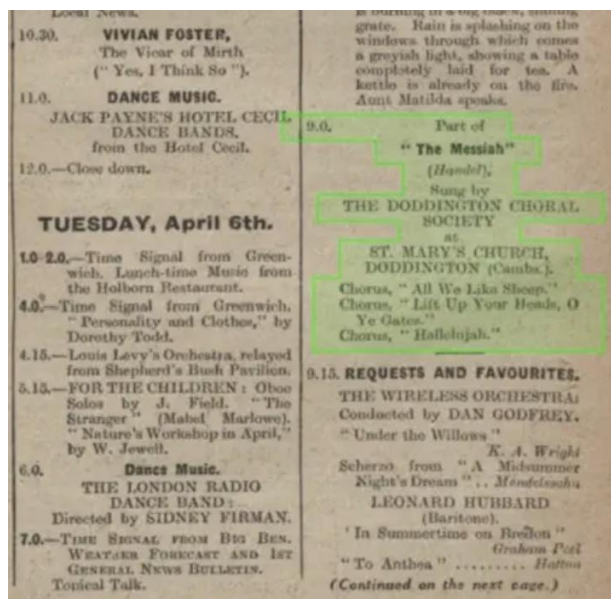 Local News.
10.30. VIVIAN FOSTER,
The Vicar of Mirth
(" Yes, I Think So ").
11.0. DANCE MUSIC.
JACK PAYNE'S HOTEL CECIL
DANCE BANDS,
from the Hotel Cecil.
12.0.—Close down.
TUESDAY, April 6th.
1.0-2.0.—Time Signal from Green-
wich. Lunch-time Music from
the Holborn Restaurant.
4.0.—Time Signal from Greenwich.
" Personality and Clothes," by
Dorothy Todd.
4.15.—Louis Levy's Orchestra, relayed
from Shepherd's Bush Pavilion.
5.15.—FOR THE CHILDREN : Oboe
Solos by J. Field. " The
Stranger " (Mabel Marlowe).
" Nature's Workshop in April,"
by W. Jewell.
6.0. Dance Music.
THE LONDON RADIO
DANCE BAND :
Directed by SIDNEY FIRMAN.
7.0.—TIME SIGNAL FROM BIG BEN.
WEATHER FORECAST AND 1ST
GENERAL NEWS BULLETIN.
Topical Talk.
grate. Rain is splashing on the
windows through which comes
a greyish light, showing a table
completely laid for tea. A
kettle is already on the fire.
Aunt Matilda speaks.
9.0. Part of
" The Messiah "
(Handel),
Sung by
THE DODDINGTON CHORAL
SOCIETY
at
ST. MARY'S CHURCH,
DODDINGTON (Cambs.).
Chorus, " All We Like Sheep."
Chorus, " Lift Up Your Heads, O
Ye Gates."
Chorus, " Hallelujah."
9.15. REQUESTS AND FAVOURITES.
THE WIRELESS ORCHESTRA:
Conducted by DAN GODFREY.
" Under the Willows "
K. A. Wright
Scherzo from " A Midsummer
Night's Dream " .. Mendelssohn
LEONARD HUBBARD
(Baritone).
' In Summertime on Bredon "
Graham Peel
" To Anthea " ......... Hatton
(Continued on the next page.)